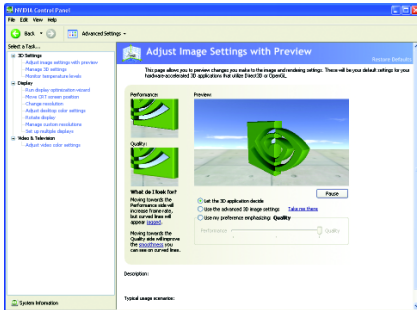 NVIDIA Control Panel
File Edit View Help
Back
Advanced Settings
Select a Task...
3D Settings
Adjust image settings with preview
Manage 3D settings
Monitor temperature levels
Display
Run display optimization wizard
Move CRT screen position
Change resolution
Adjust desktop color settings
Rotate display
Manage custom resolutions
Set up multiple displays
Video & Television
Adjust video color settings
System Information
Adjust Image Settings with Preview
Restore Defaults
This page allows you to preview changes you make to the image and rendering settings. These will be your default settings for your
hardware-accelerated 3D applications that utilize Direct3D or OpenGL.
Performance:
Quality:
What do I look for?
Moving towards the
Performance side will
increase frame rate,
but curved lines will
appear jagged.
Moving towards the
Quality side will improve
the smoothness you
can see on curved lines.
Preview:
Pause
Let the 3D application decide
Use the advanced 3D image settings Take me there
Use my preference emphasizing: Quality
Performance
Quality
Description:
Typical usage scenarios: